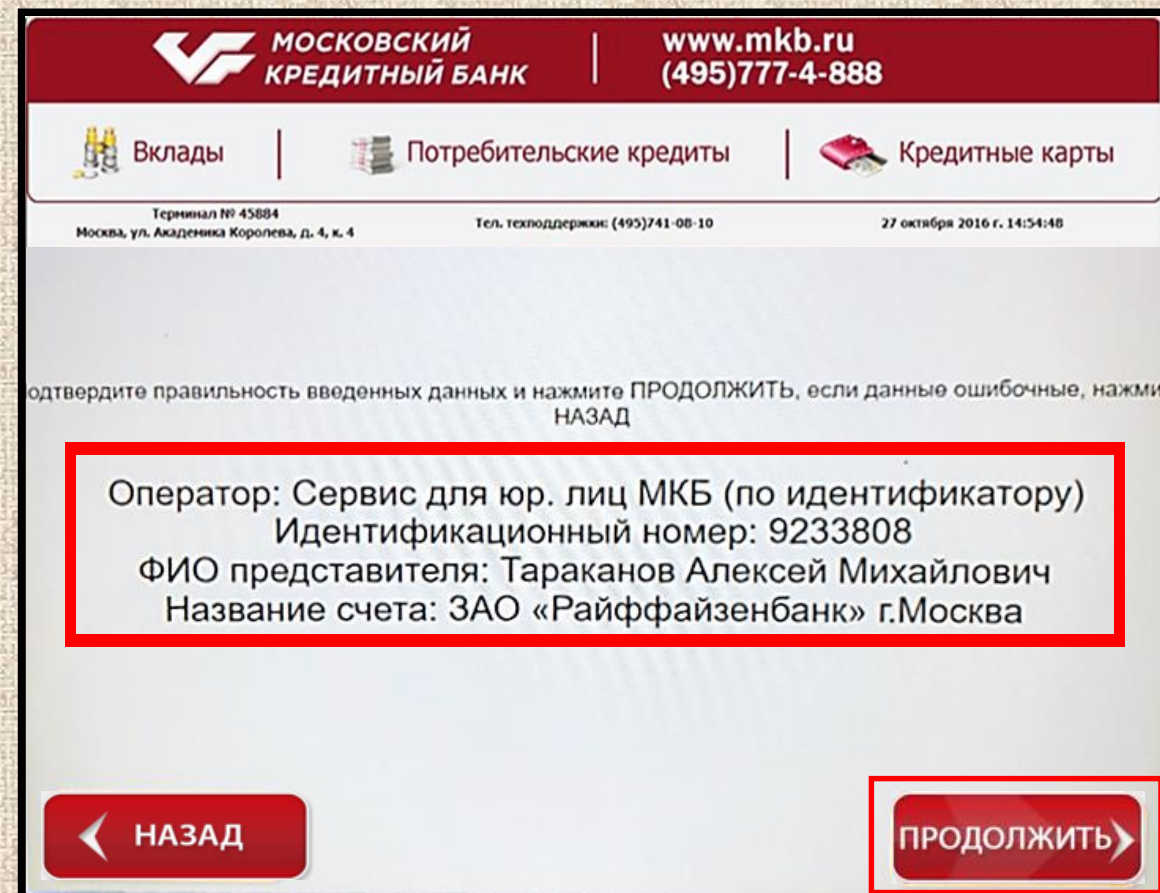 МОСКОВСКИЙ
КРЕДИТНЫЙ БАНК
www.mkb.ru
(495)777-4-888
Вклады
Потребительские кредиты
Кредитные карты
Терминал № 45884
Москва, ул. Академика Королева, д. 4, к. 4
Тел. техподдержки: (495)741-08-10
27 октября 2016 г. 14:54:48
одтвердите правильность введенных данных и нажмите ПРОДОЛЖИТЬ, если данные ошибочные, нажми
НАЗАД
Оператор: Сервис для юр. лиц МКБ (по идентификатору)
Идентификационный номер: 9233808
ФИО представителя: Тараканов Алексей Михайлович
Название счета: ЗАО «Райффайзенбанк» г.Москва
НАЗАД
ПРОДОЛЖИТЬ